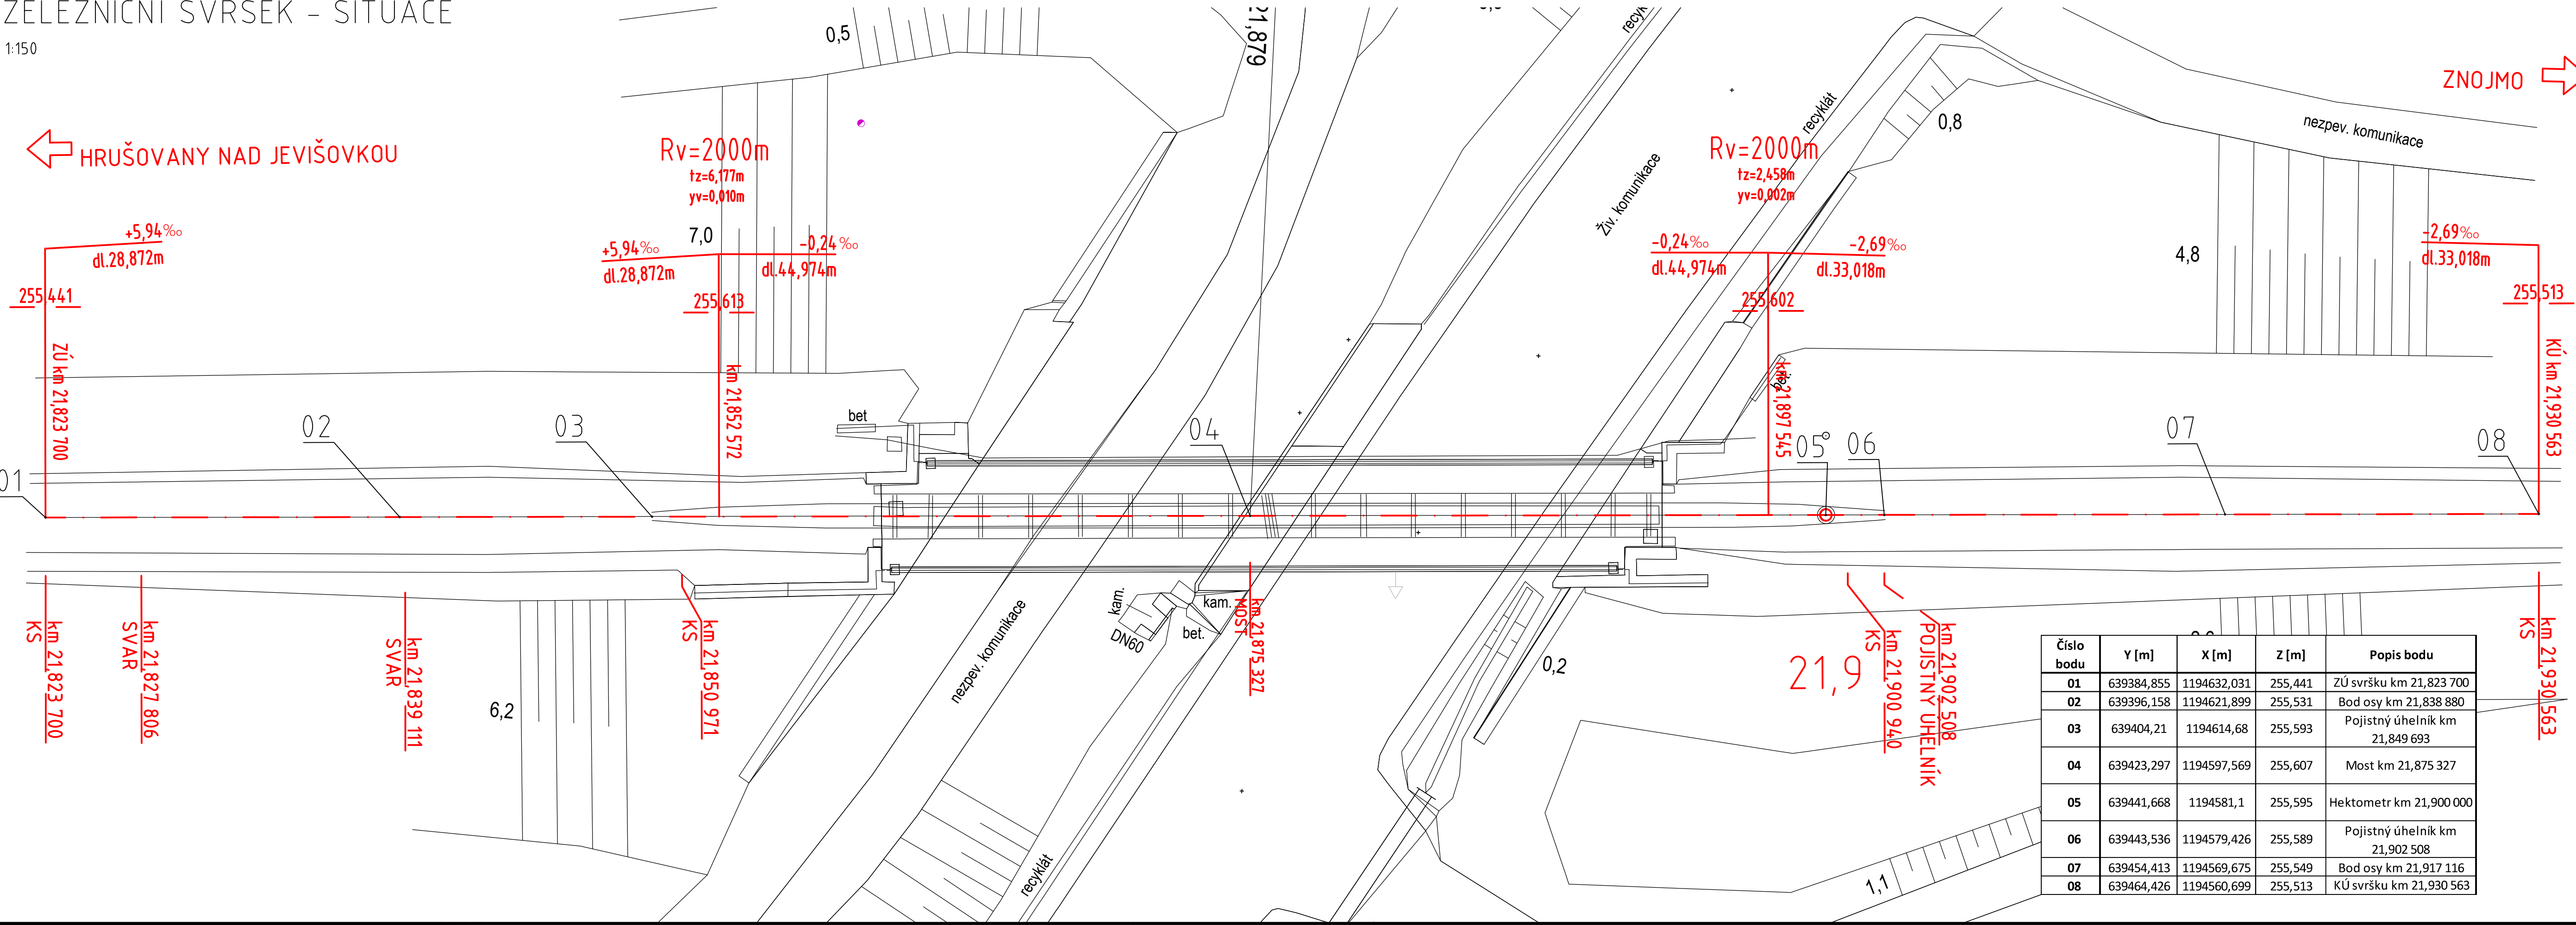 ŽELEZNIČNÍ SVRŠEK - SITUACE
1:150
HRUŠOVANY NAD JEVIŠOVKOU
ZNOJMO
0,5
21,879
recyklát
0,8
nezpev. komunikace
Rv=2000m
tz=6,177m
yv=0,010m
Rv=2000m
tz=2,458m
yv=0,002m
Živ. komunikace
7,0
4,8
+5,94‰
dl.28,872m
+5,94‰
dl.28,872m
-0,24‰
dl.44,974m
-0,24‰
dl.44,974m
-2,69‰
dl.33,018m
-2,69‰
dl.33,018m
255,441
255,613
255,602
255,513
ZÚ km 21,823 700
km 21,852 572
km 21,897 545
KÚ km 21,930 563
bet
bet.
01
02
03
04
05
06
07
08
km 21,823 700
KS
km 21,827 806
SVAR
km 21,839 111
SVAR
km 21,850 971
KS
km 21,875 327
MOST
km 21,900 940
KS
km 21,902 508
POJISTNÝ ÚHELNÍK
km 21,930 563
KS
kam.
kam.
bet.
DN60
nezpev. komunikace
recyklát
6,2
0,2
21,9
1,1
Číslo bodu Y [m] X [m] Z [m] Popis bodu
01 639384,855 1194632,031 255,441 ZÚ svršku km 21,823 700
02 639396,158 1194621,899 255,531 Bod osy km 21,838 880
03 639404,21 1194614,68 255,593 Pojistný úhelník km 21,849 693
04 639423,297 1194597,569 255,607 Most km 21,875 327
05 639441,668 1194581,1 255,595 Hektometr km 21,900 000
06 639443,536 1194579,426 255,589 Pojistný úhelník km 21,902 508
07 639454,413 1194569,675 255,549 Bod osy km 21,917 116
08 639464,426 1194560,699 255,513 KÚ svršku km 21,930 563